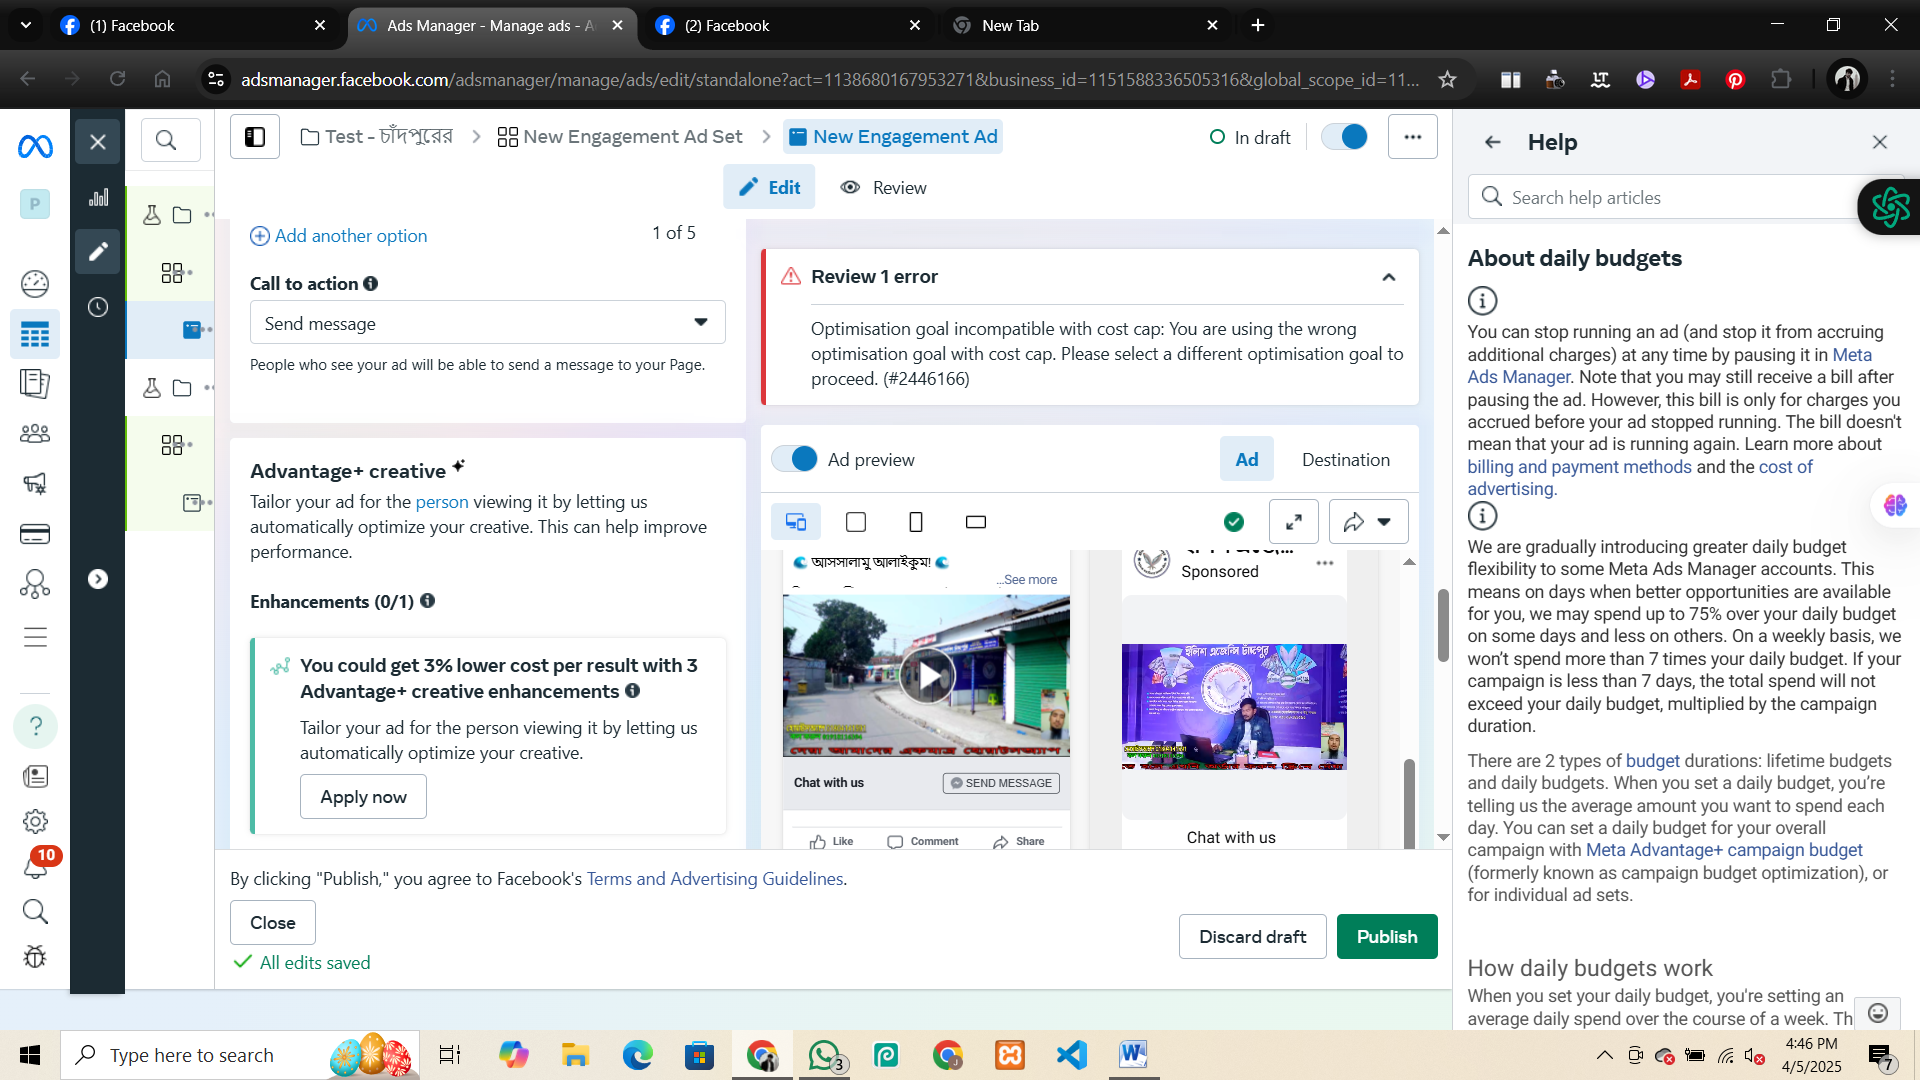 (1) Facebook
Ads Manager - Manage ads - A
(2) Facebook
New Tab
adsmanager.facebook.com/adsmanager/manage/ads/edit/standalone?act=1138680167953271&business_id=1151588336505316&global_scope_id=11...
P
10
Test - চাঁদপুরের
New Engagement Ad Set
New Engagement Ad
In draft
Edit
Review
Add another option
1 of 5
Call to action
Send message
People who see your ad will be able to send a message to your Page.
Advantage+ creative
Tailor your ad for the person viewing it by letting us
automatically optimize your creative. This can help improve
performance.
Enhancements (0/1)
You could get 3% lower cost per result with 3
Advantage+ creative enhancements
Tailor your ad for the person viewing it by letting us
automatically optimize your creative.
Apply now
Review 1 error
Optimisation goal incompatible with cost cap: You are using the wrong
optimisation goal with cost cap. Please select a different optimisation goal to
proceed. (#2446166)
Ad preview
Ad
Destination
আসসালামু আলাইকুম!
...See more
Chat with us
SEND MESSAGE
Like
Comment
Share
Sponsored
ইলিশ এজেন্সি চাঁদপুর
Chat with us
By clicking "Publish," you agree to Facebook's Terms and Advertising Guidelines.
Close
All edits saved
Discard draft
Publish
Help
Search help articles
About daily budgets
You can stop running an ad (and stop it from accruing
additional charges) at any time by pausing it in Meta
Ads Manager. Note that you may still receive a bill after
pausing the ad. However, this bill is only for charges you
accrued before your ad stopped running. The bill doesn't
mean that your ad is running again. Learn more about
billing and payment methods and the cost of
advertising.
We are gradually introducing greater daily budget
flexibility to some Meta Ads Manager accounts. This
means on days when better opportunities are available
for you, we may spend up to 75% over your daily budget
on some days and less on others. On a weekly basis, we
won't spend more than 7 times your daily budget. If your
campaign is less than 7 days, the total spend will not
exceed your daily budget, multiplied by the campaign
duration.
There are 2 types of budget durations: lifetime budgets
and daily budgets. When you set a daily budget, you're
telling us the average amount you want to spend each
day. You can set a daily budget for your overall
campaign with Meta Advantage+ campaign budget
(formerly known as campaign budget optimization), or
for individual ad sets.
How daily budgets work
When you set your daily budget, you're setting an
average daily spend over the course of a week. Th
Type here to search
3
4:46 PM
4/5/2025
7